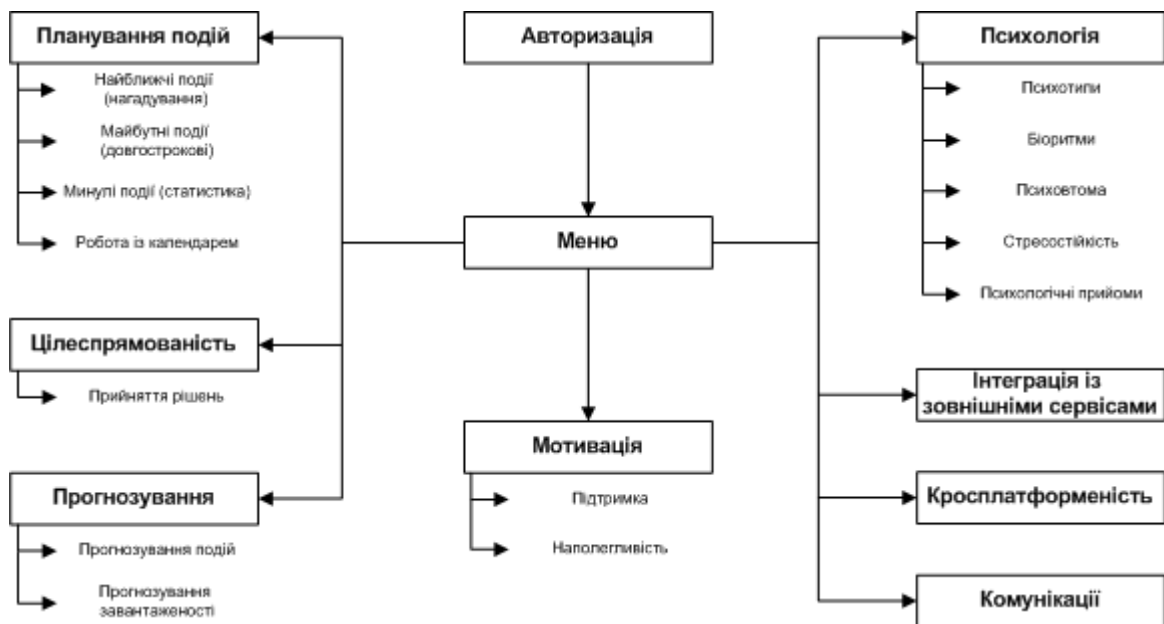 Планування подій
Найближчі події
(нагадування)
Майбутні події
(довгострокові)
Минулі події (статистика)
Робота із календарем
Цілеспрямованість
Прийняття рішень
Прогнозування
Прогнозування подій
Прогнозування
завантаженості
Авторизація
Меню
Мотивація
Підтримка
Наполегливість
Психологія
Психотипи
Біоритми
Психовтома
Стресостійкість
Психологічні прийоми
Інтеграція із
зовнішніми сервісами
Кросплатформеність
Комунікації